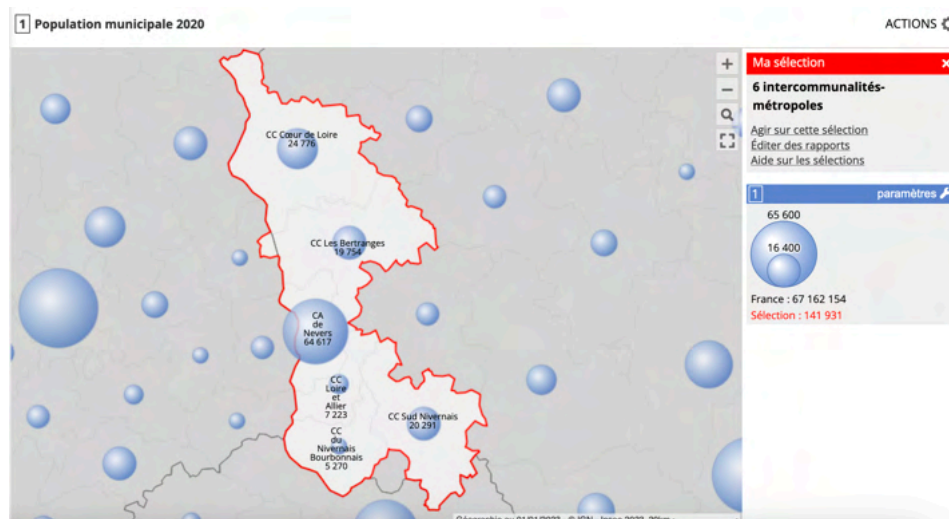 1 Population municipale 2020
ACTIONS
CC Cœur de Loire
24 776
CC Les Bertranges
19 754
CA
de
Nevers
64 617
CC
Loire
et
Allier
7 223
CC
du
Nivernais
Bourbonnais
5 270
CC Sud Nivernais
20 291
+
−
Ma sélection
6 intercommunalités-
métropoles
Agir sur cette sélection
Éditer des rapports
Aide sur les sélections
1 paramètres
65 600
16 400
France : 67 162 154
Sélection : 141 931